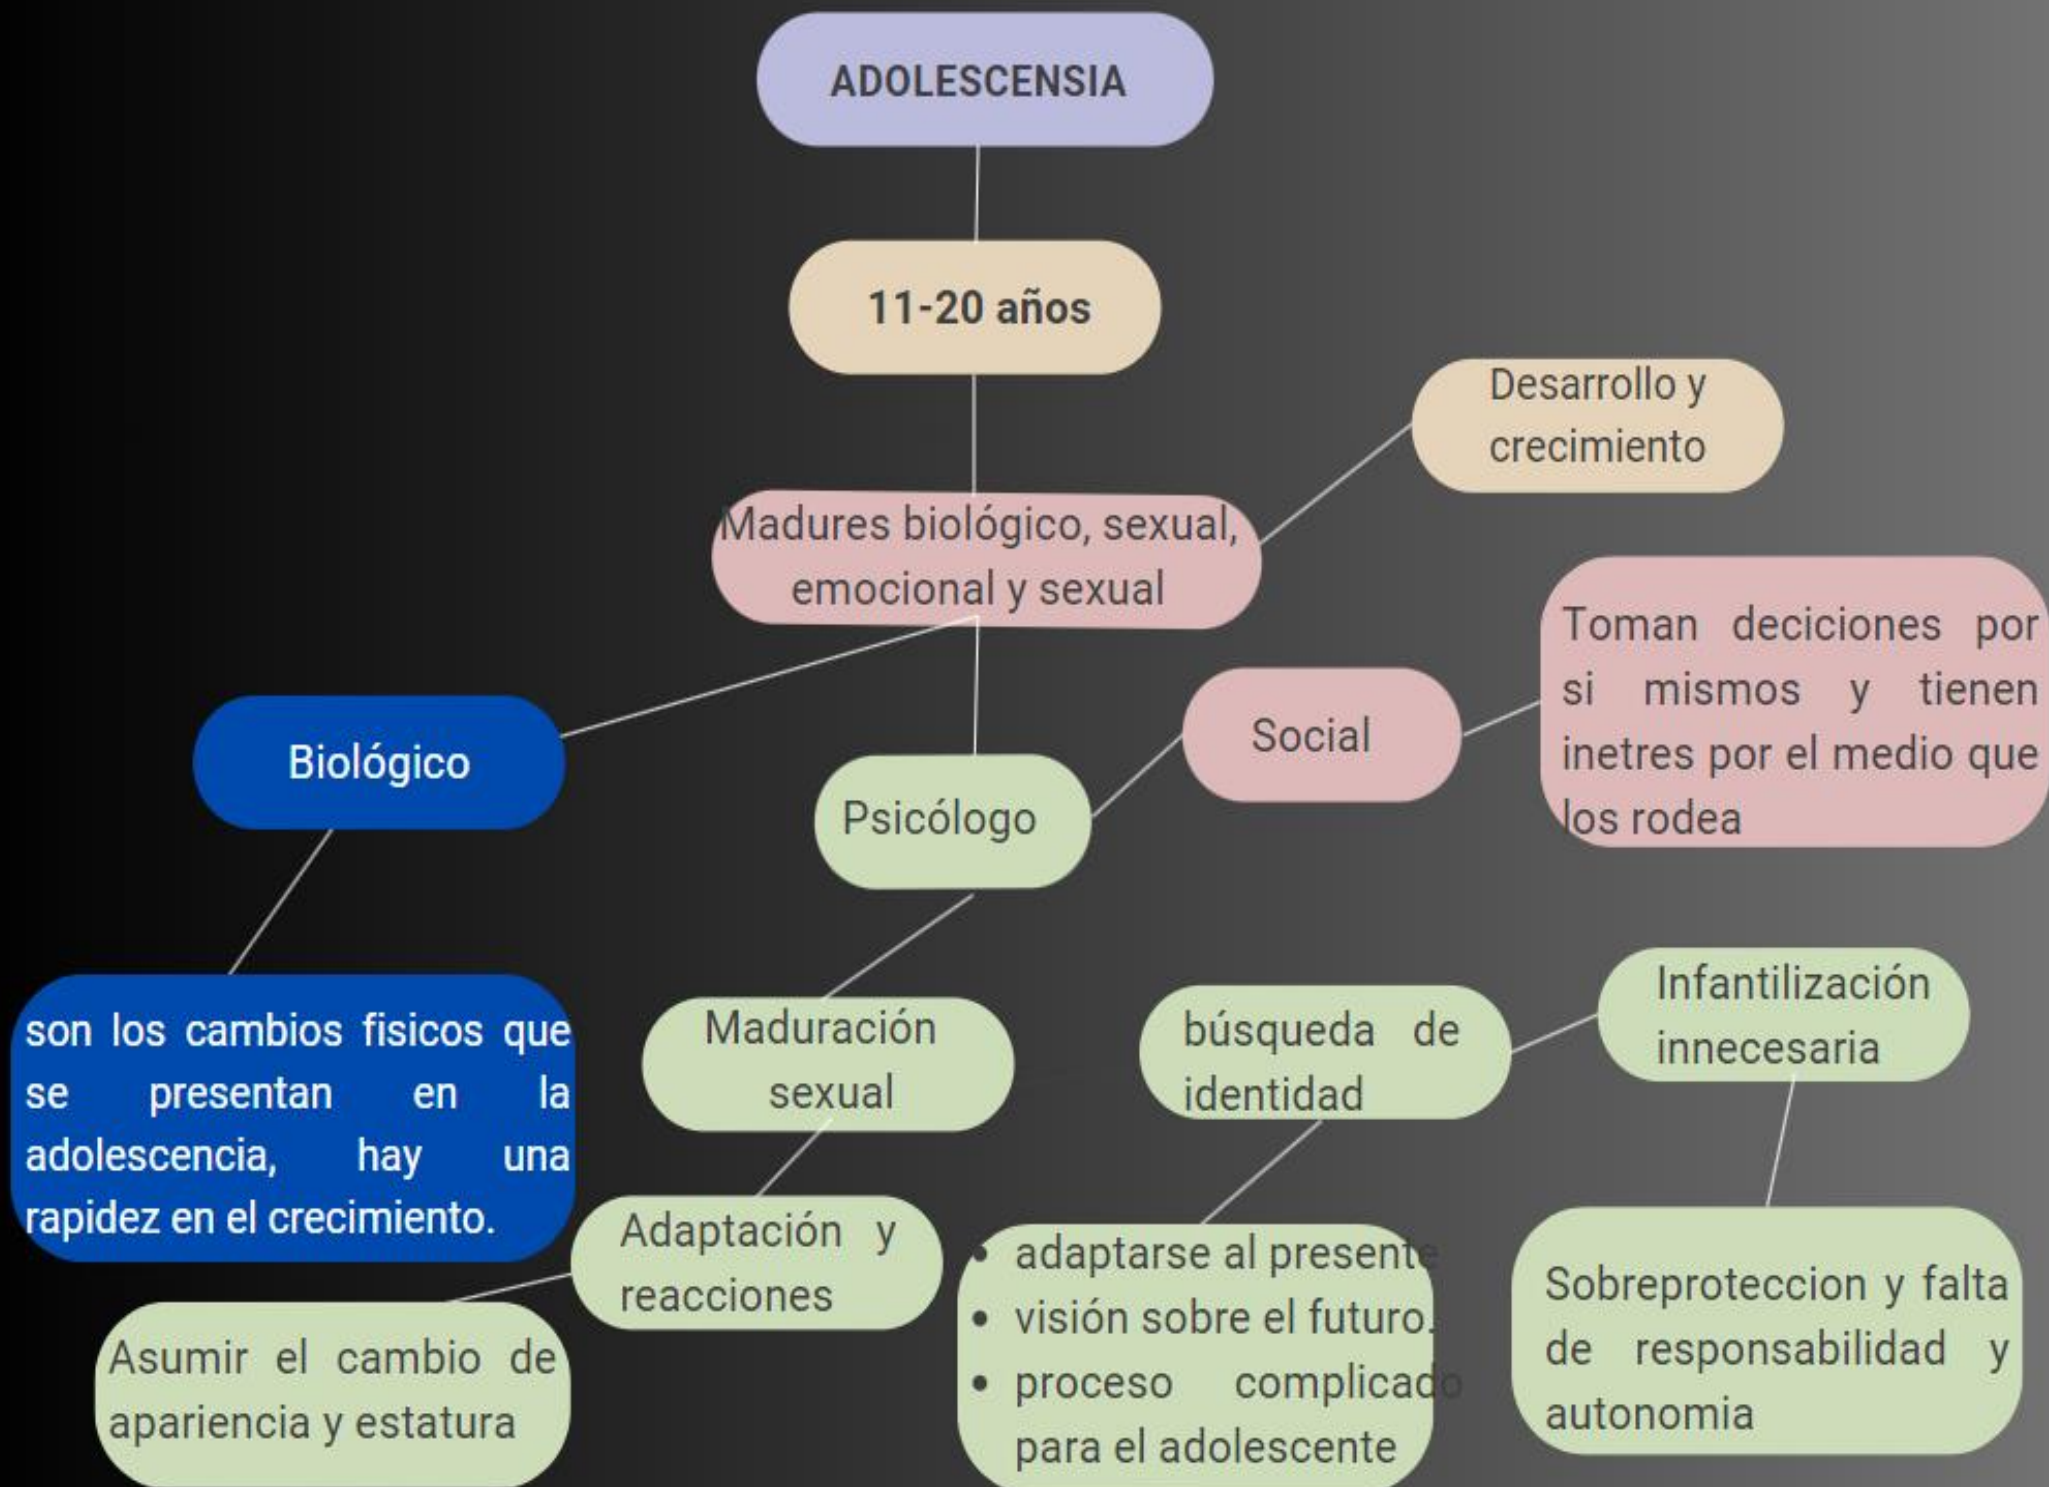 ADOLESCENSIA
11-20 años
Desarrollo y
crecimiento
Madures biológico, sexual,
emocional y sexual
Toman deciciones por
si mismos y tienen
inetres por el medio que
los rodea
Social
Biológico
Psicólogo
son los cambios fisicos que
se presentan en la
adolescencia, hay una
rapidez en el crecimiento.
Maduración
sexual
búsqueda de
identidad
Infantilización
innecesaria
Adaptación y
reacciones
• adaptarse al presente
• visión sobre el futuro.
• proceso complicado
para el adolescente
Sobreproteccion y falta
de responsabilidad y
autonomia
Asumir el cambio de
apariencia y estatura